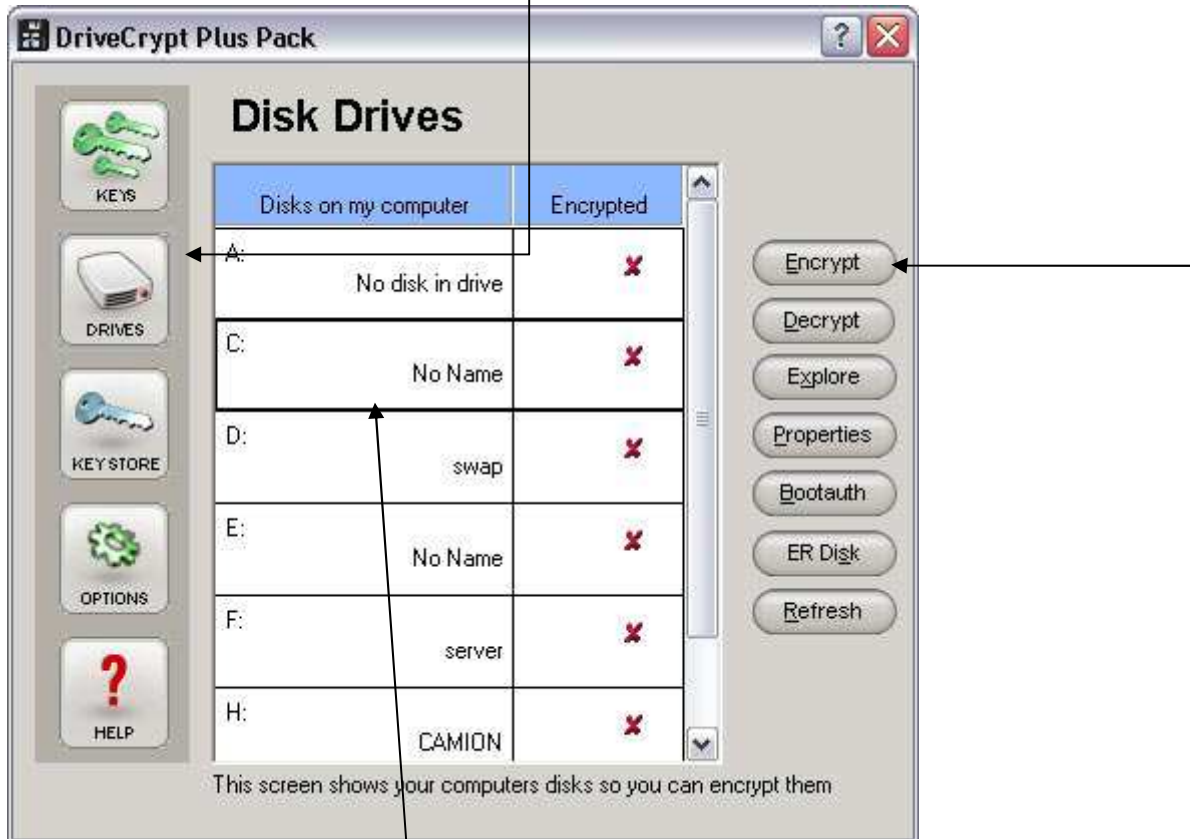 DriveCrypt Plus Pack
?
KEYS
DRIVES
KEYSTORE
OPTIONS
?
HELP
Disk Drives
Disks on my computer Encrypted
A:
No disk in drive
C:
No Name
D:
swap
E:
No Name
F:
server
H:
CAMION
Encrypt
Decrypt
Explore
Properties
Bootauth
ER Disk
Refresh
This screen shows your computers disks so you can encrypt them